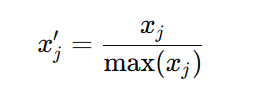 x′_j = x_j / max(x_j)